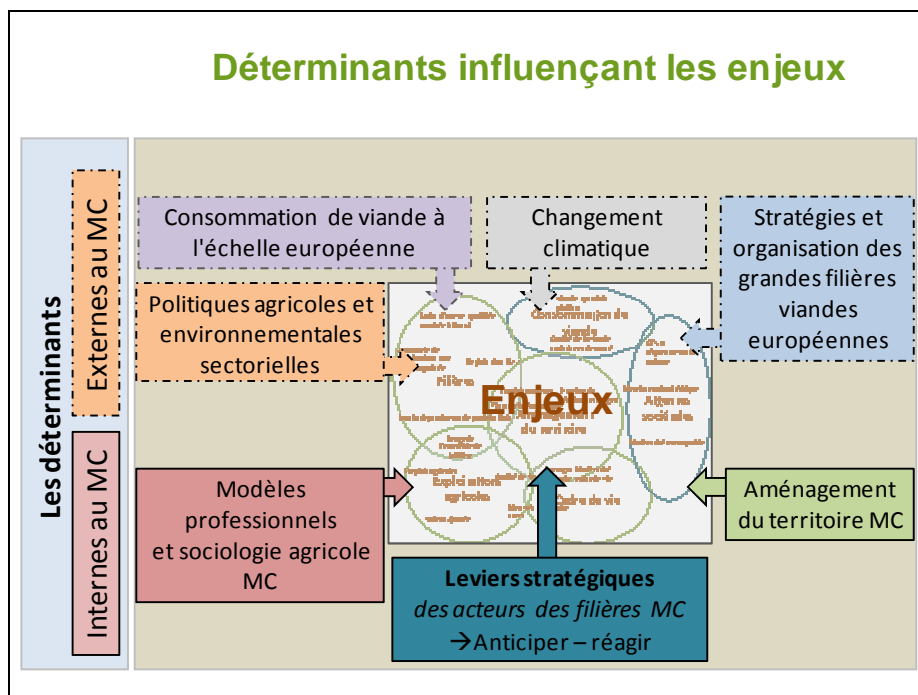 Déterminants influençant les enjeux
Les déterminants
Externes au MC
Internes au MC
Consommation de viande à
l'échelle européenne
Changement
climatique
Stratégies et
organisation des
grandes filières
viandes
européennes
Politiques agricoles et
environnementales
sectorielles
Consommation de
viande
Filières
Enjeux
du territoire
Attentes
sociétales
Exploitations
agricoles
Cadre de vie
Modèles
professionnels
et sociologie agricole
MC
Aménagement
du territoire MC
Leviers stratégiques
des acteurs des filières MC
→Anticiper – réagir